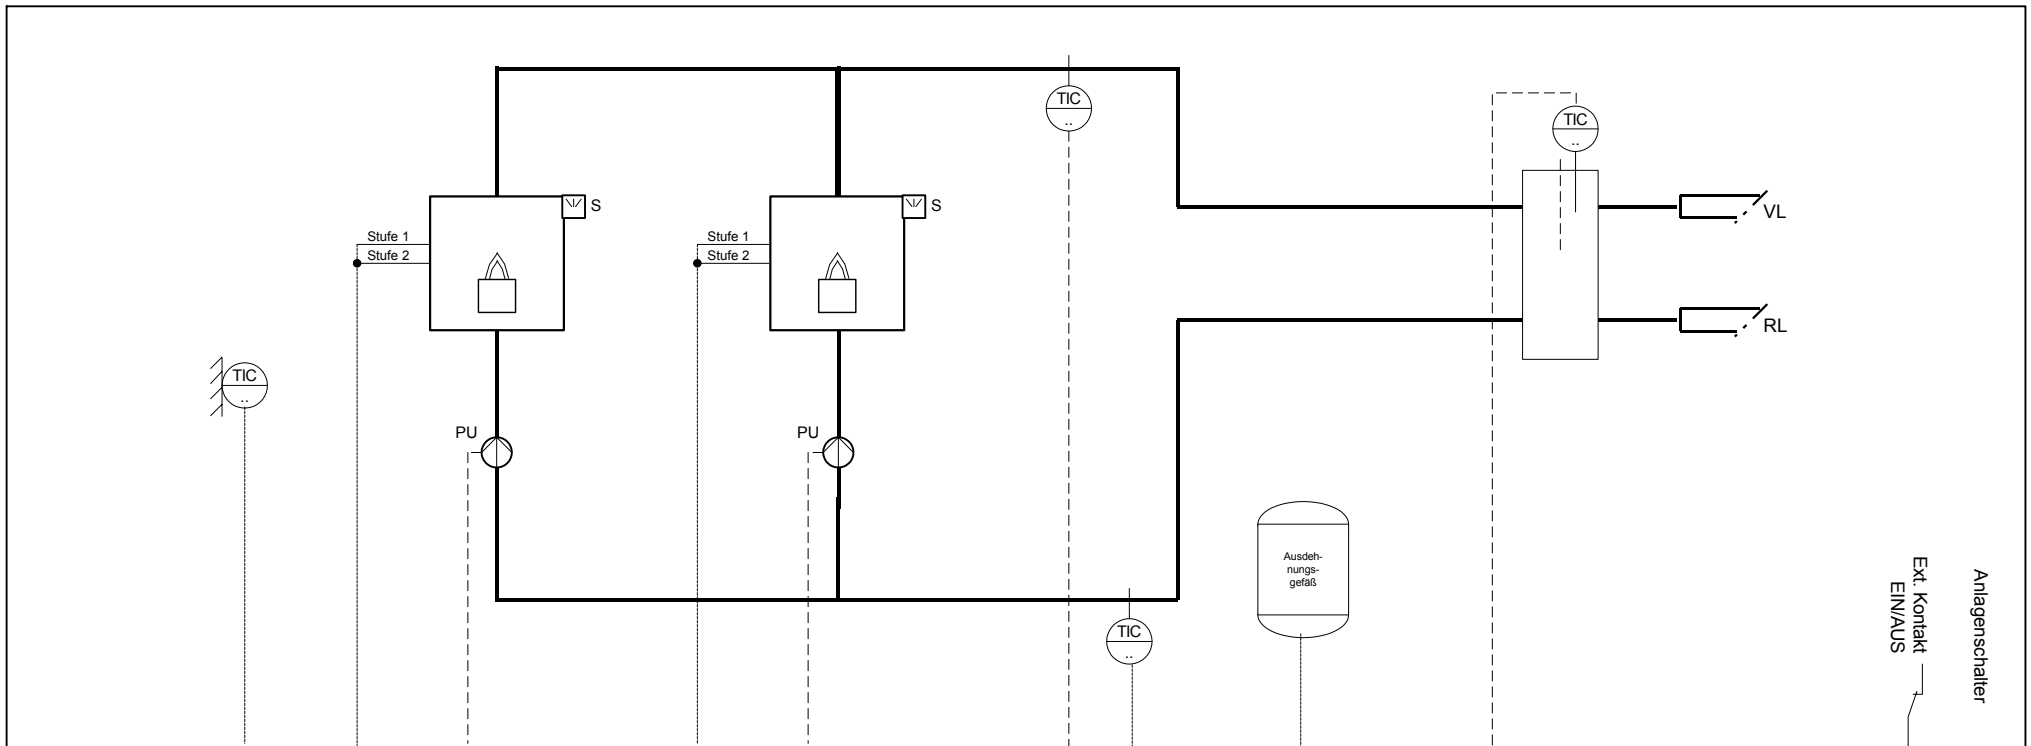 TIC
..
TIC
..
S
S
VL
Stufe 1
Stufe 2
Stufe 1
Stufe 2
RL
TIC
..
PU
PU
Ausdeh-
nungs-
gefäß
TIC
..
Ext. Kontakt
EIN/AUS
Anlagenschalter